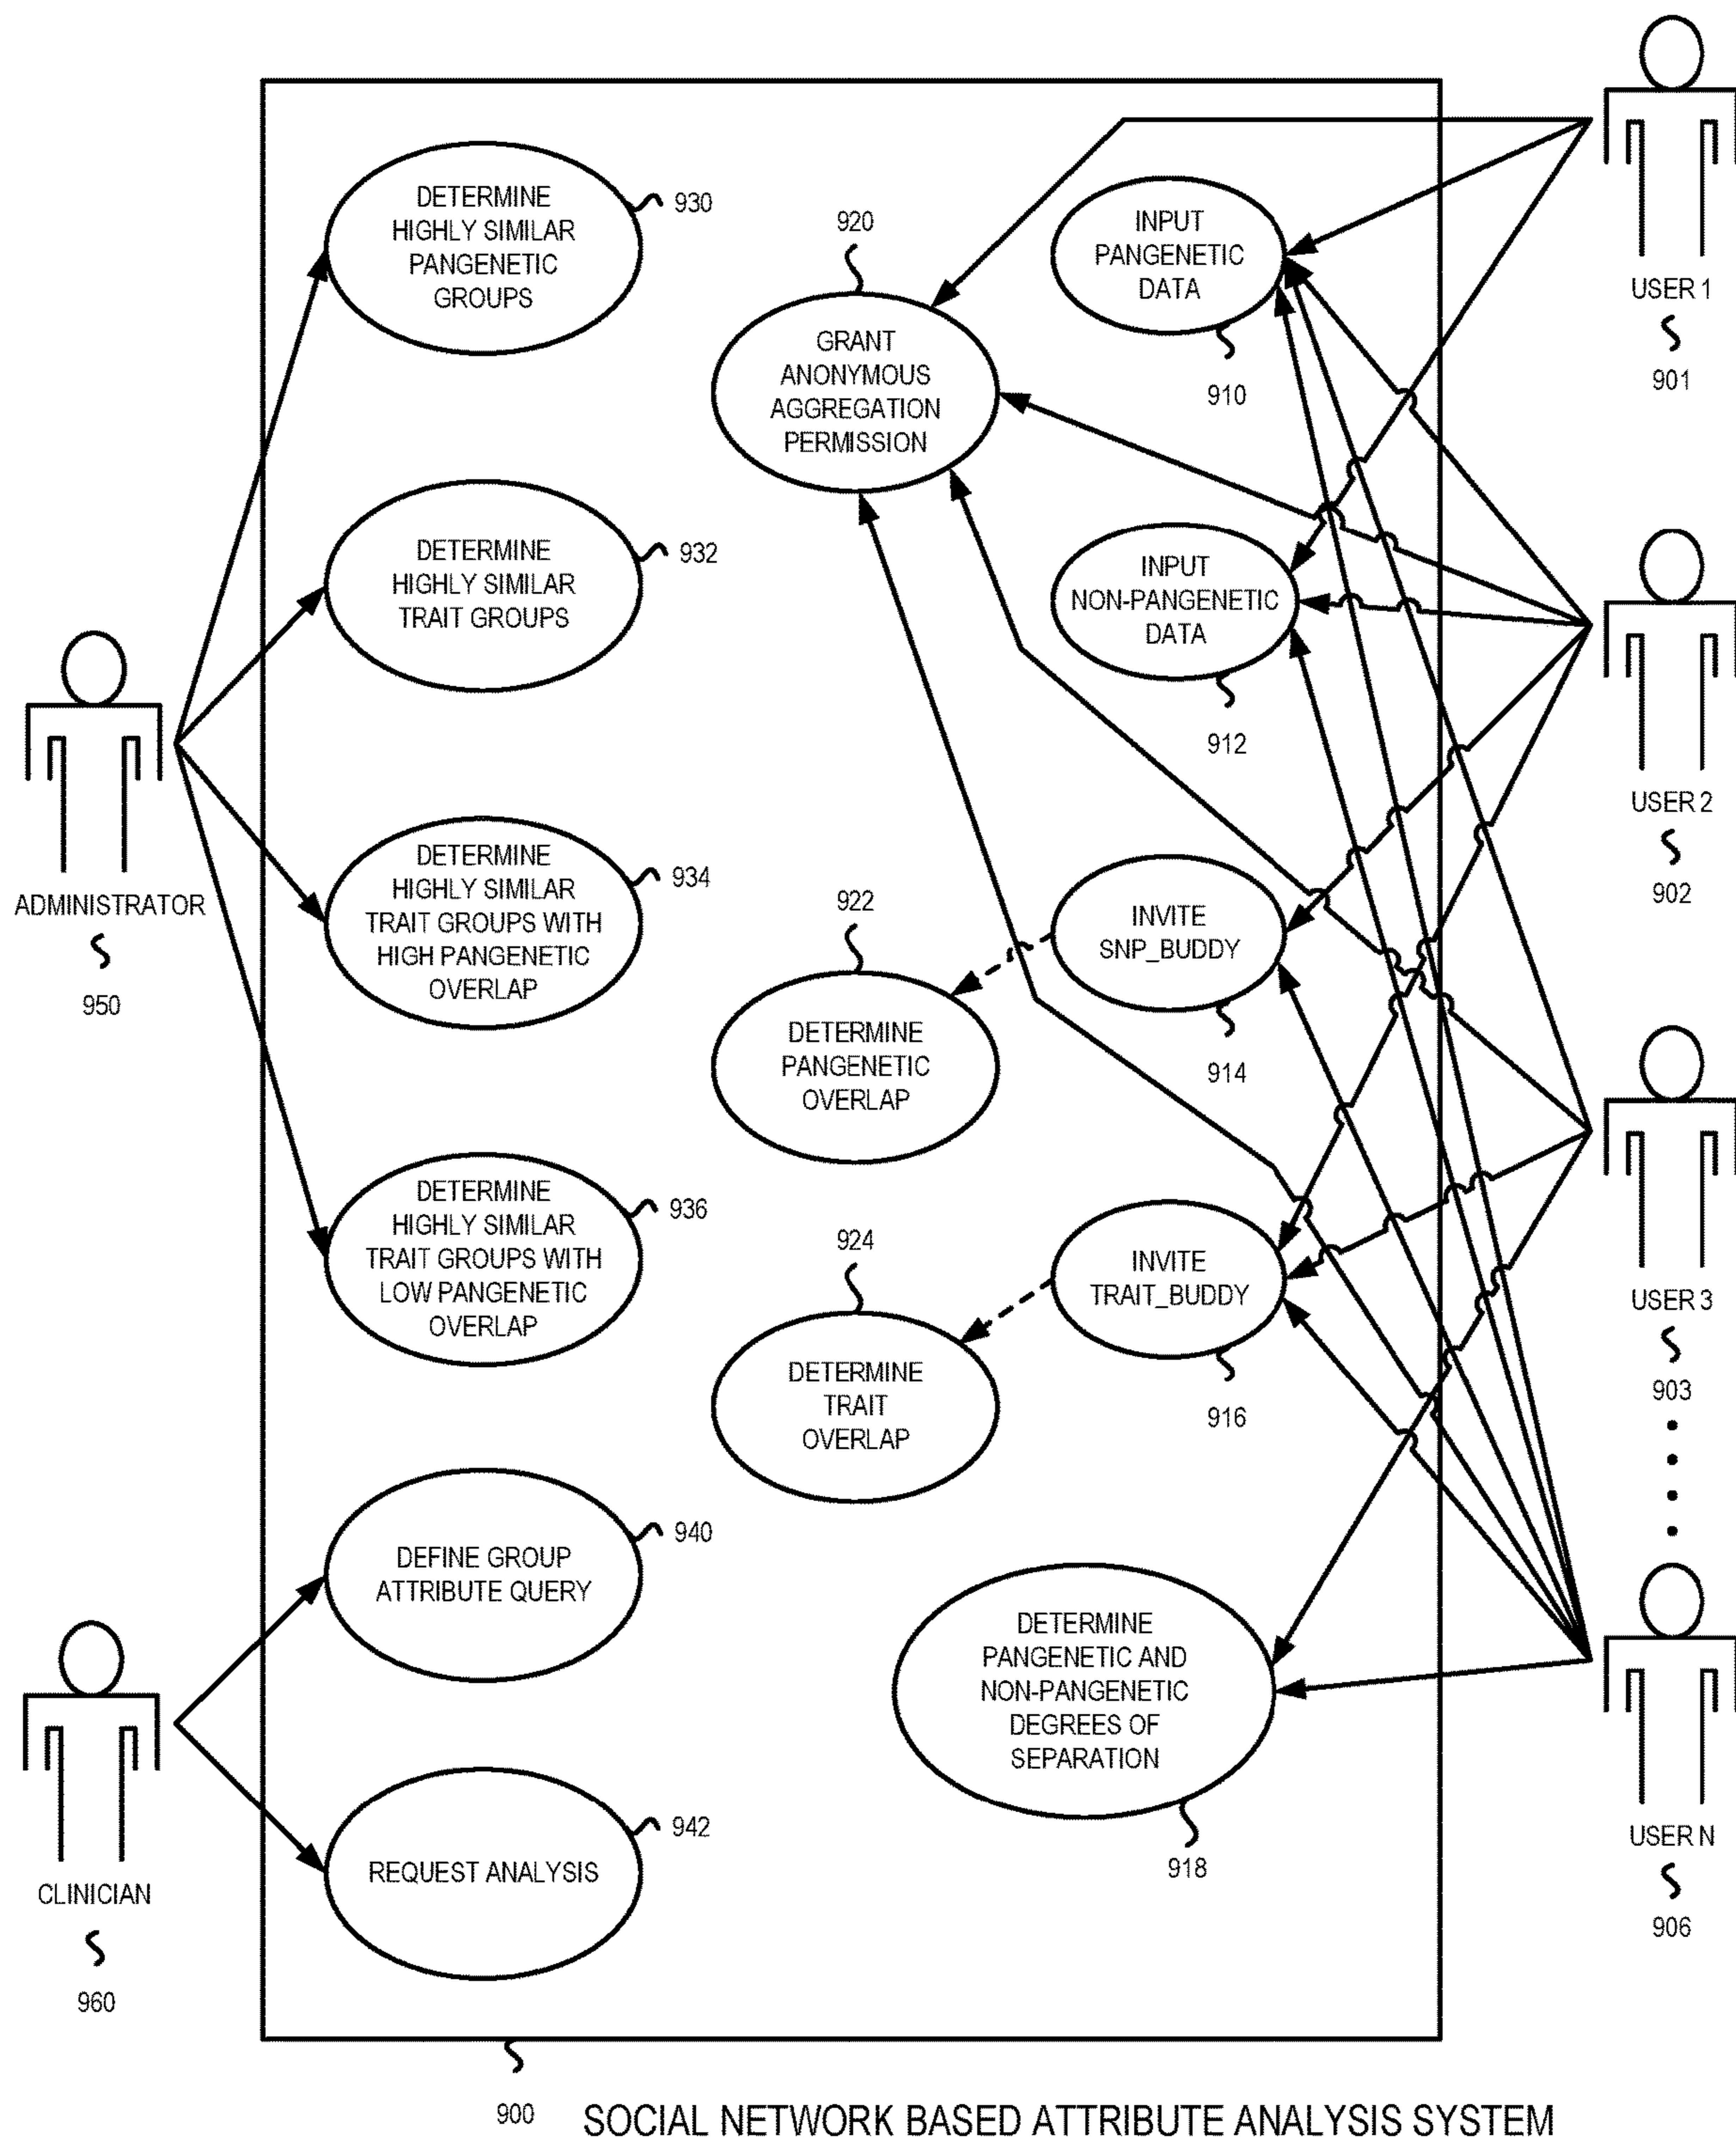 DETERMINE
HIGHLY SIMILAR
PANGENETIC
GROUPS
930
DETERMINE
HIGHLY SIMILAR
TRAIT GROUPS
932
DETERMINE
HIGHLY SIMILAR
TRAIT GROUPS WITH
HIGH PANGENETIC
OVERLAP
934
DETERMINE
HIGHLY SIMILAR
TRAIT GROUPS WITH
LOW PANGENETIC
OVERLAP
936
DEFINE GROUP
ATTRIBUTE QUERY
940
REQUEST ANALYSIS
942
ADMINISTRATOR
950
CLINICIAN
960
920
GRANT
ANONYMOUS
AGGREGATION
PERMISSION
922
DETERMINE
PANGENETIC
OVERLAP
924
DETERMINE
TRAIT
OVERLAP
INPUT
PANGENETIC
DATA
910
INPUT
NON-PANGENETIC
DATA
912
INVITE
SNP_BUDDY
914
INVITE
TRAIT_BUDDY
916
DETERMINE
PANGENETIC AND
NON-PANGENETIC
DEGREES OF
SEPARATION
918
USER 1
901
USER 2
902
USER 3
903
USER N
906
900
SOCIAL NETWORK BASED ATTRIBUTE ANALYSIS SYSTEM